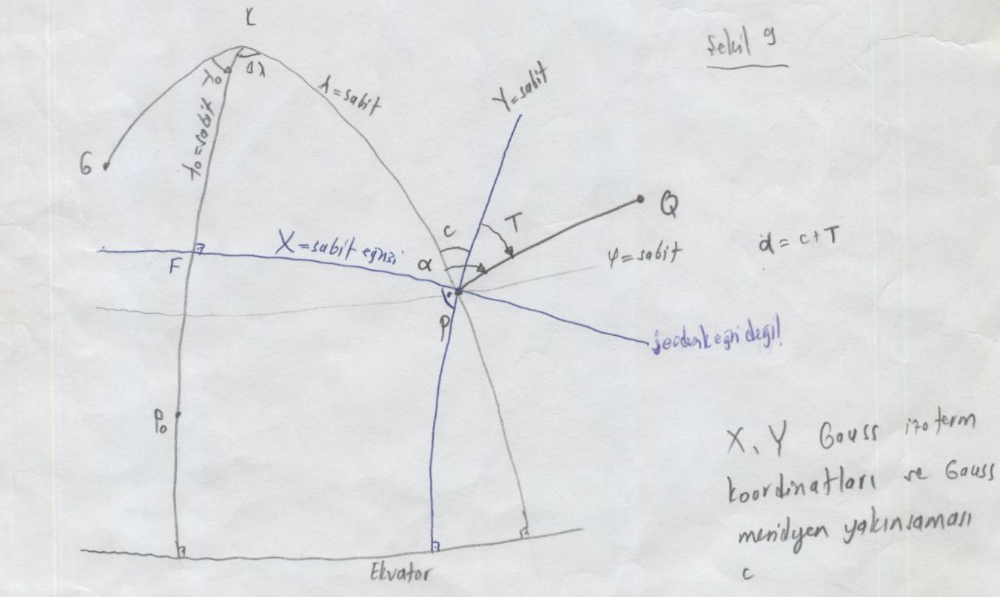 K
Şekil 9
λ0
Δλ
λ=sabit
Y=sabit
λ0=sabit
G
Q
T
c
X=sabit eğrisi
α = c+T
φ=sabit
α
F
P
jeodezik eğri değil!
P0
X, Y Gauss izoterm
koordinatları ve Gauss
meridyen yakınsaması
c
Ekvator